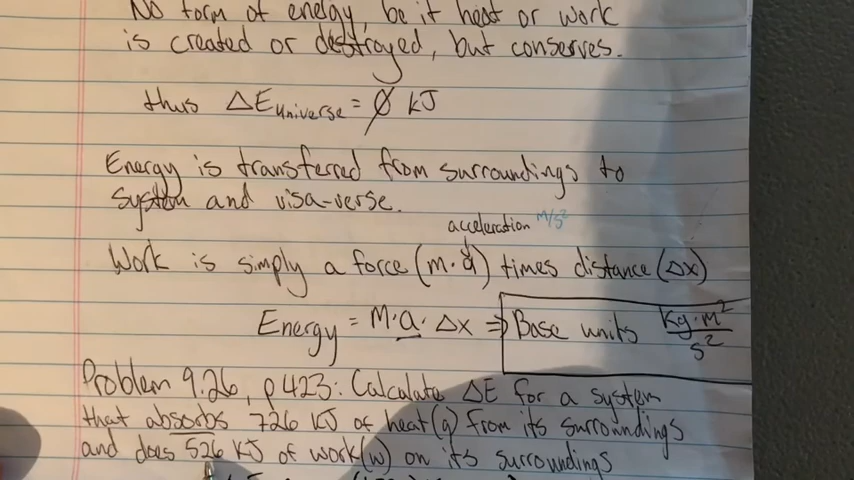 No form of energy, be it heat or work
is created or destroyed, but conserves.
thus ΔE universe = 0 kJ
Energy is transferred from surroundings to
system and visa-verse.
acceleration m/s²
Work is simply a force (m·a) times distance (Δx)
Energy = m·a·Δx ⇒ Base units kg·m²/s²
Problem 9.26, p423: Calculate ΔE for a system
that absorbs 726 kJ of heat(q) from its surroundings
and does 526 kJ of work(w) on its surroundings